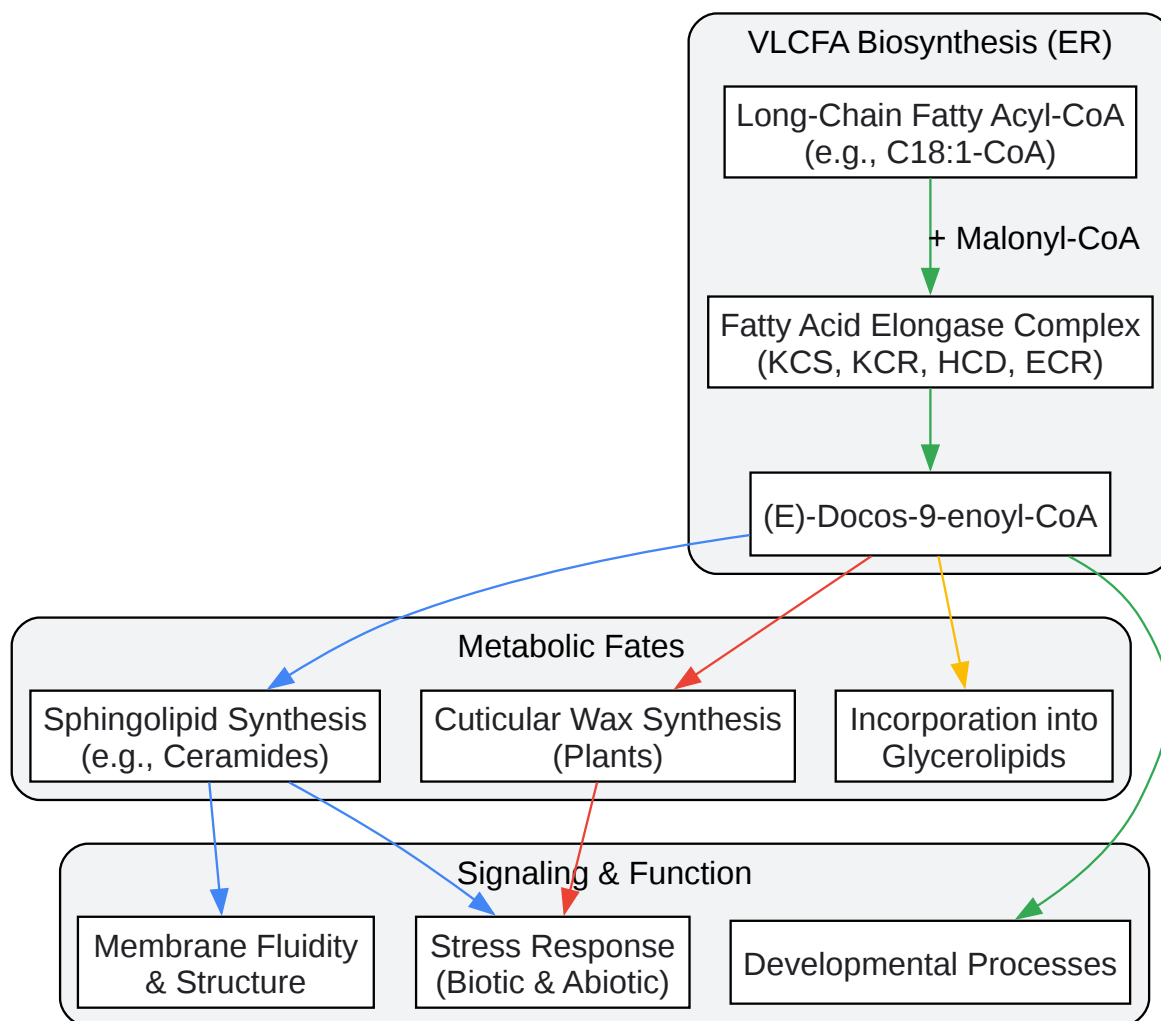 VLCFA Biosynthesis (ER)
Long-Chain Fatty Acyl-CoA
(e.g., C18:1-CoA)
+ Malonyl-CoA
Fatty Acid Elongase Complex
(KCS, KCR, HCD, ECR)
(E)-Docos-9-enoyl-CoA
Metabolic Fates
Sphingolipid Synthesis
(e.g., Ceramides)
Cuticular Wax Synthesis
(Plants)
Incorporation into
Glycerolipids
Signaling & Function
Membrane Fluidity
& Structure
Stress Response
(Biotic & Abiotic)
Developmental Processes